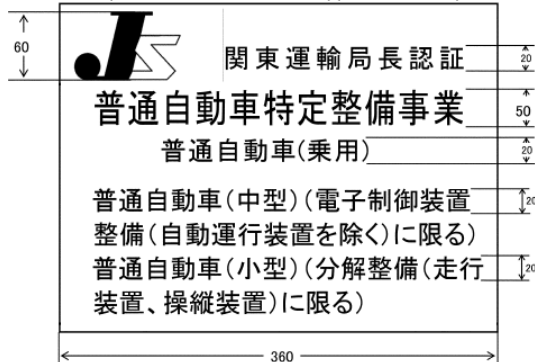 60
JS
関東運輸局長認証
20
普通自動車特定整備事業
50
普通自動車(乗用)
20
普通自動車(中型)(電子制御装置
20
整備(自動運行装置を除く)に限る)
普通自動車(小型)(分解整備(走行
20
装置、操縦装置)に限る)
360